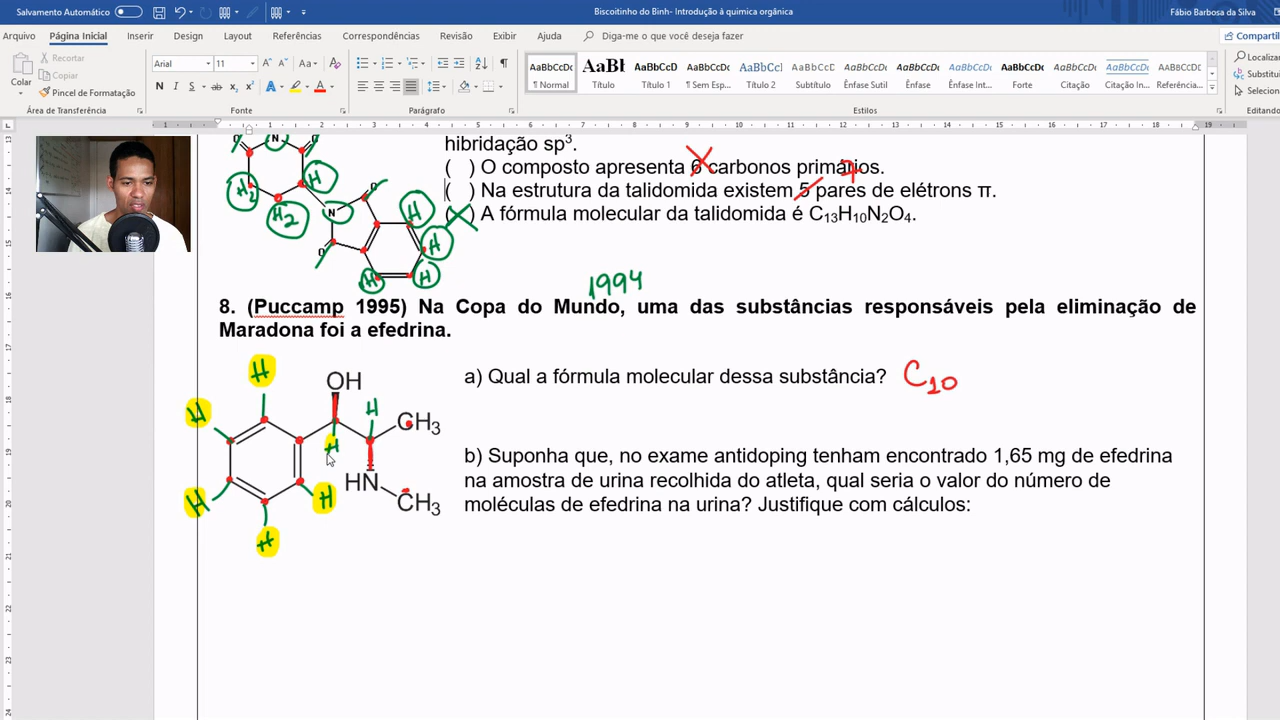 Salvamento Automático
Biscoitinho do Binh- Introdução à quimica orgânica
Fábio Barbosa da Silva
Arquivo Página Inicial Inserir Design Layout Referências Correspondências Revisão Exibir Ajuda Diga-me o que você deseja fazer Compartil
Colar
Recortar
Copiar
Pincel de Formatação
Área de Transferência
Arial 11
Fonte
Parágrafo
AaBbCcDc AaBl AaBbCcD AaBbCcDc AaBbCcI AaBbCcD AaBbCcDc AaBbCcDc AaBbCcDc AaBbCcDc AaBbCcDc AaBbCcDc AABBCCDC
¶ Normal Título Título 1 ¶ Sem Esp... Título 2 Subtítulo Ênfase Sutil Ênfase Ênfase Int... Forte Citação Citação In... Referência...
Estilos
Localizar
Substitui
Selecion
Editando
hibridação sp³.
( ) O composto apresenta 6 carbonos primários. 7
( ) Na estrutura da talidomida existem 5 pares de elétrons π.
(X) A fórmula molecular da talidomida é C₁₃H₁₀N₂O₄.
O N O
H₂ H
H₂
N O H
H
O H H
1994
8. (Puccamp 1995) Na Copa do Mundo, uma das substâncias responsáveis pela eliminação de
Maradona foi a efedrina.
H OH
H H CH₃
H
H H HN CH₃
H
a) Qual a fórmula molecular dessa substância? C₁₀
b) Suponha que, no exame antidoping tenham encontrado 1,65 mg de efedrina
na amostra de urina recolhida do atleta, qual seria o valor do número de
moléculas de efedrina na urina? Justifique com cálculos: